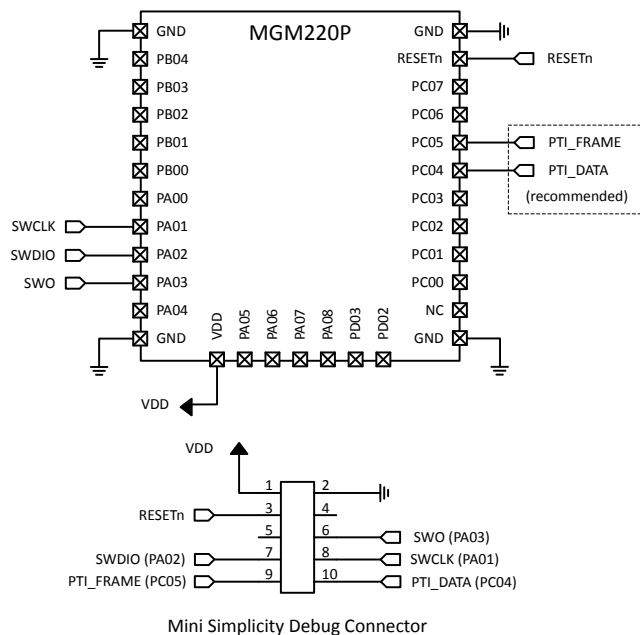 MGM220P
GND GND
PB04 RESETn RESETn
PB03 PC07
PB02 PC06
PB01 PC05 PTI_FRAME
PB00 PC04 PTI_DATA
PA00 PC03 (recommended)
SWCLK PA01 PC02
SWDIO PA02 PC01
SWO PA03 PC00
PA04 NC
GND GND
VDD PA05 PA06 PA07 PA08 PD03 PD02
VDD
VDD
1 2
RESETn 3 4
5 6 SWO (PA03)
SWDIO (PA02) 7 8 SWCLK (PA01)
PTI_FRAME (PC05) 9 10 PTI_DATA (PC04)
Mini Simplicity Debug Connector